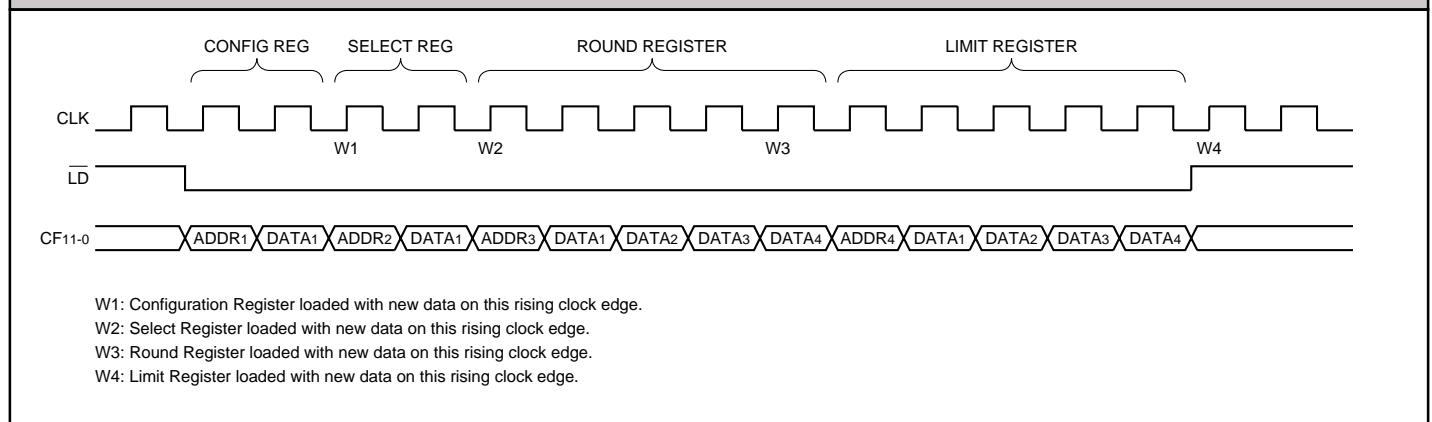 CONFIG REG SELECT REG ROUND REGISTER LIMIT REGISTER
CLK
W1 W2 W3 W4
LD
CF11-0 ADDR1 DATA1 ADDR2 DATA1 ADDR3 DATA1 DATA2 DATA3 DATA4 ADDR4 DATA1 DATA2 DATA3 DATA4
W1: Configuration Register loaded with new data on this rising clock edge.
W2: Select Register loaded with new data on this rising clock edge.
W3: Round Register loaded with new data on this rising clock edge.
W4: Limit Register loaded with new data on this rising clock edge.